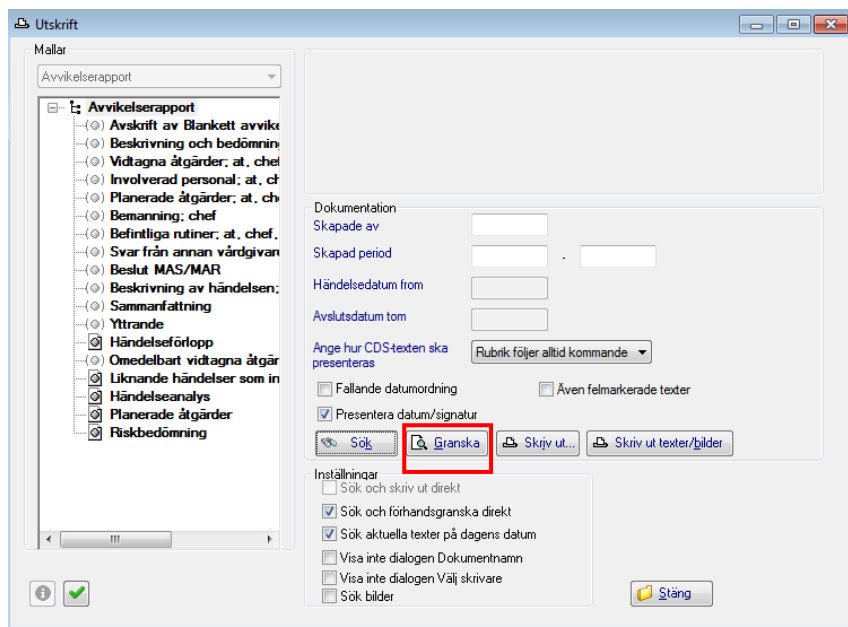 Utskrift
Mallar
Avvikelserapport
Avvikelserapport
Avskrift av Blankett avvike
Beskrivning och bedömning
Vidtagna åtgärder; at, chef
Involverad personal; at, ch
Planerade åtgärder; at, che
Bemanning; chef
Befintliga rutiner; at, chef,
Svar från annan vårdgivare
Beslut MAS/MAR
Beskrivning av händelsen;
Sammanfattning
Yttrande
Händelseförlopp
Omedelbart vidtagna åtgär
Liknande händelser som in
Händelseanalys
Planerade åtgärder
Riskbedömning
Dokumentation
Skapade av
Skapad period
-
Händelsedatum from
Avslutsdatum tom
Ange hur CDS-texten ska
presenteras
Rubrik följer alltid kommande
Fallande datumordning
Även felmarkerade texter
Presentera datum/signatur
Sök
Granska
Skriv ut...
Skriv ut texter/bilder
Inställningar
Sök och skriv ut direkt
Sök och förhandsgranska direkt
Sök aktuella texter på dagens datum
Visa inte dialogen Dokumentnamn
Visa inte dialogen Välj skrivare
Sök bilder
Stäng